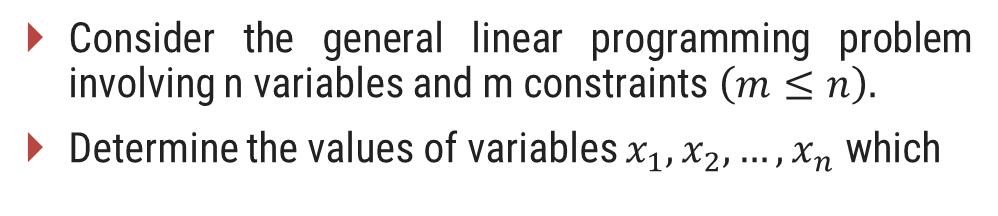 Consider the general linear programming problem
involving n variables and m constraints (m ≤ n).
Determine the values of variables x₁, x₂, … , xₙ which